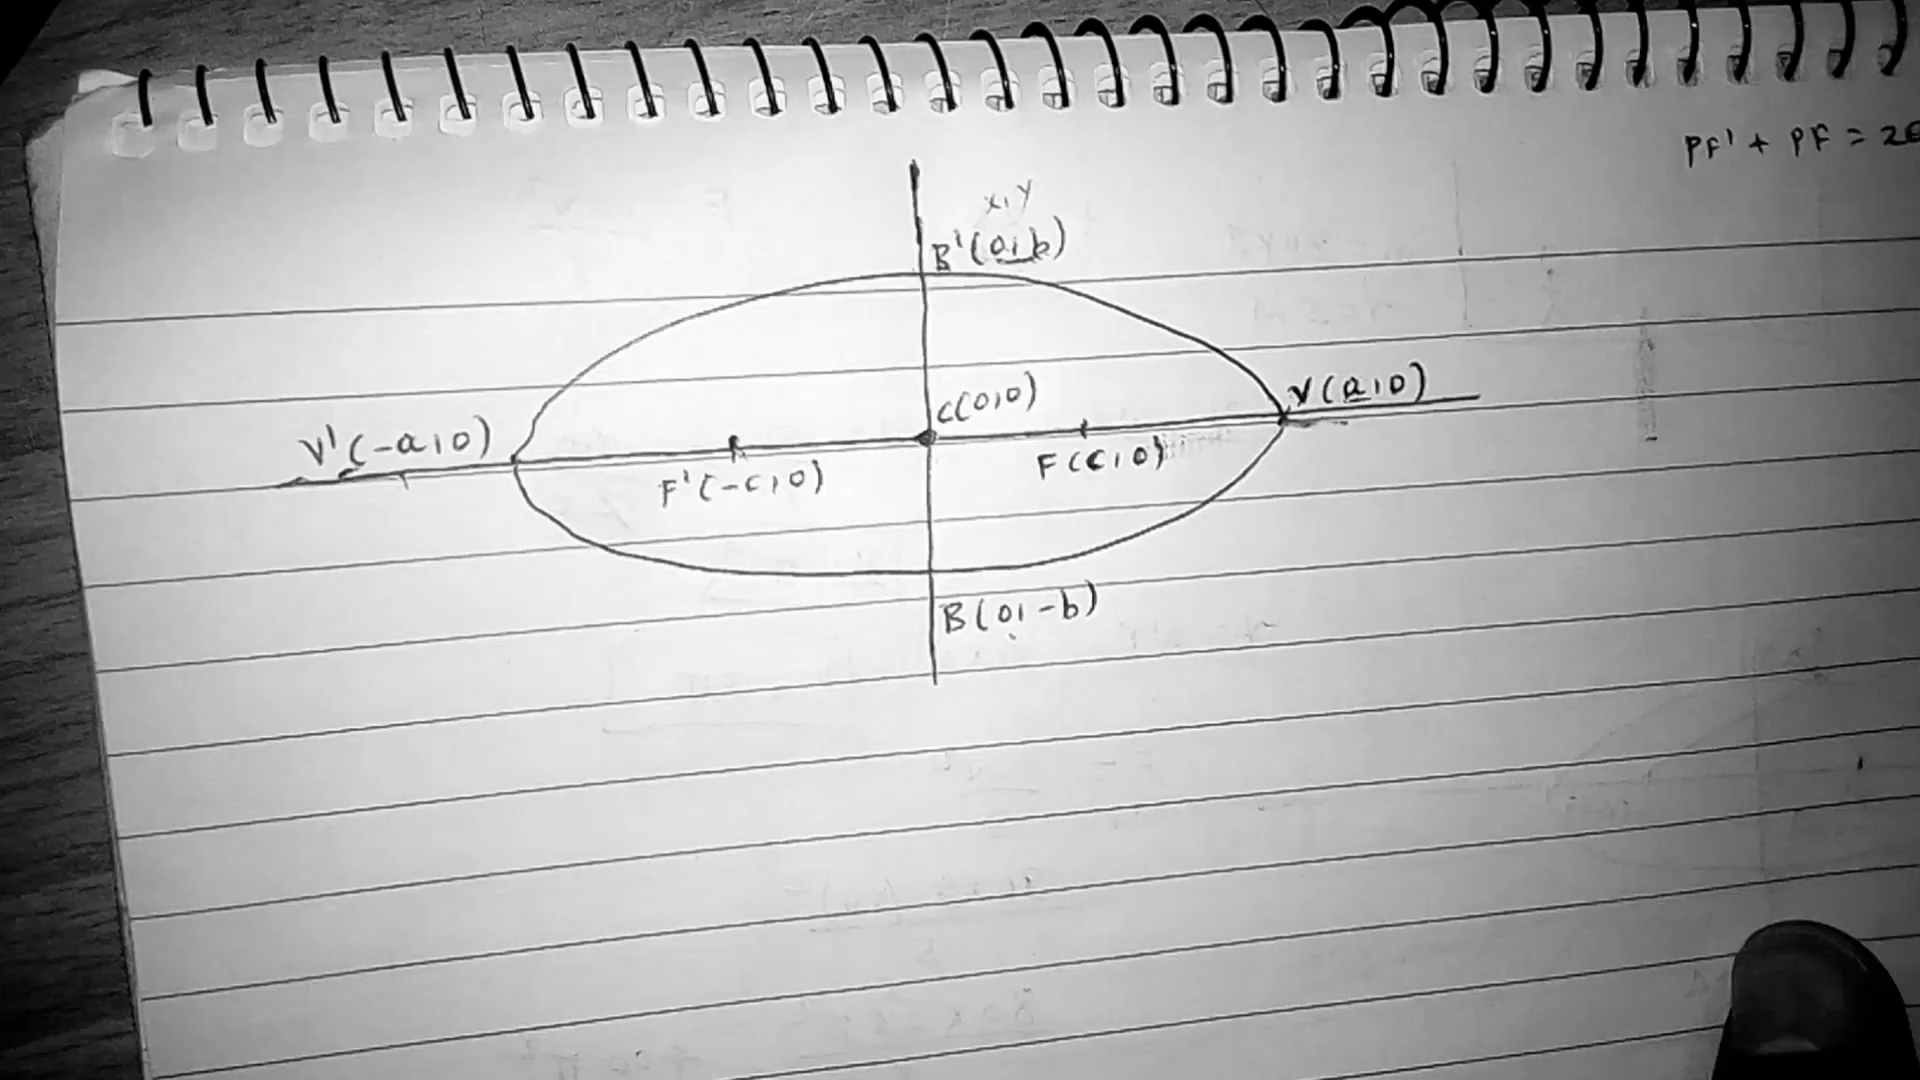 PF' + PF = 2
x, y
B'(0, b)
C(0,0)
V(a,0)
V'(-a,0)
F'(-c,0)
F(c,0)
B(0, -b)